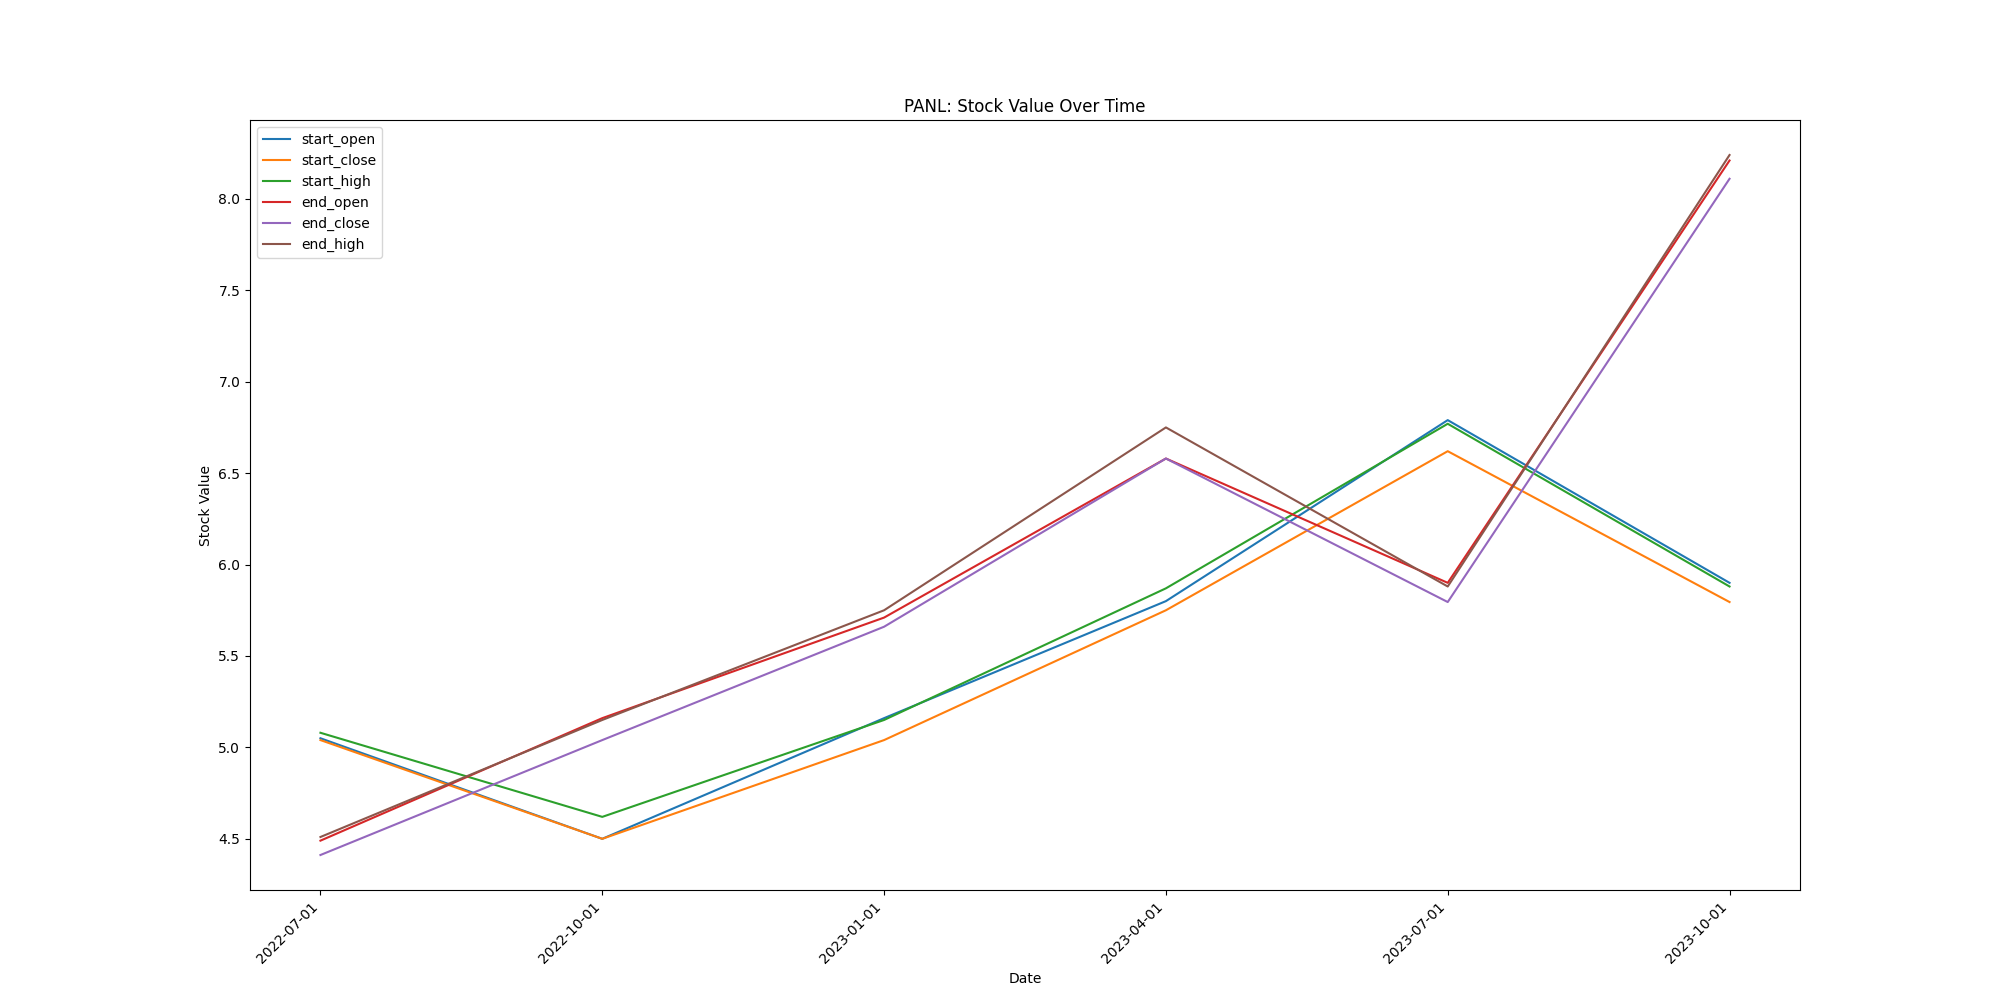 PANL: Stock Value Over Time
start_open
start_close
start_high
end_open
end_close
end_high
Stock Value
8.0
7.5
7.0
6.5
6.0
5.5
5.0
4.5
2022-07-01
2022-10-01
2023-01-01
2023-04-01
2023-07-01
2023-10-01
Date